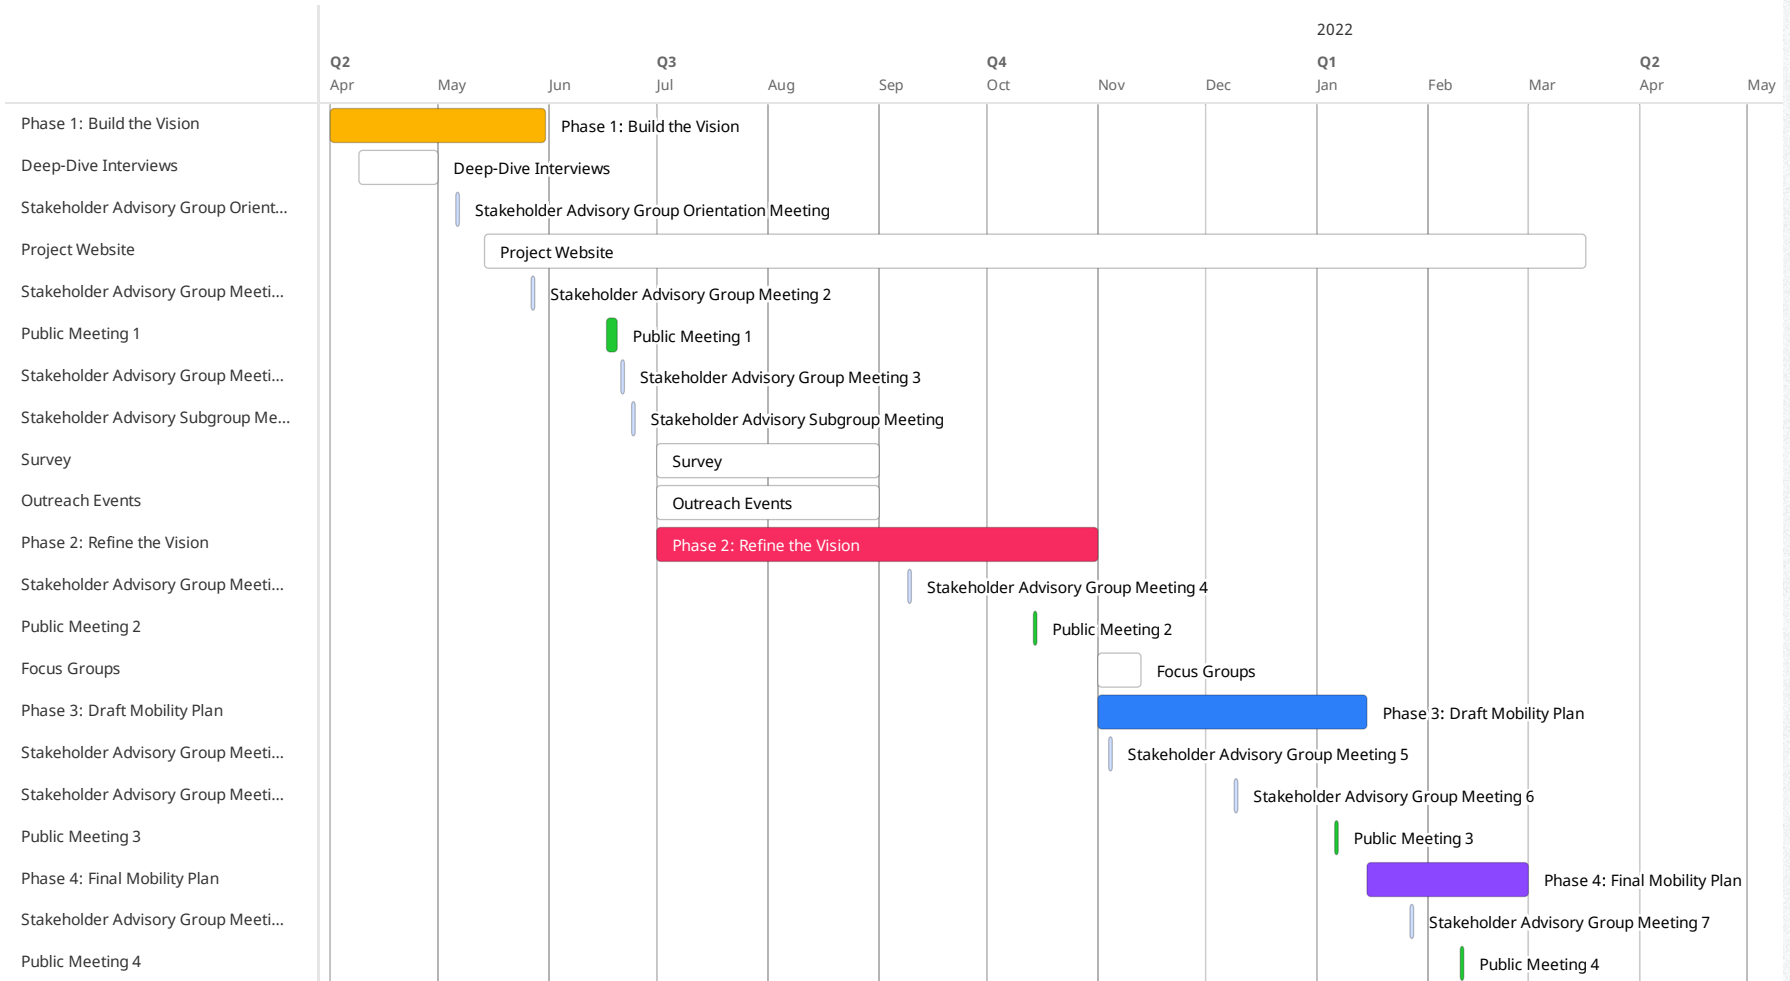 2022
Q2 Q3 Q4 Q1 Q2
Apr May Jun Jul Aug Sep Oct Nov Dec Jan Feb Mar Apr May
Phase 1: Build the Vision Phase 1: Build the Vision
Deep-Dive Interviews Deep-Dive Interviews
Stakeholder Advisory Group Orient... Stakeholder Advisory Group Orientation Meeting
Project Website Project Website
Stakeholder Advisory Group Meeti... Stakeholder Advisory Group Meeting 2
Public Meeting 1 Public Meeting 1
Stakeholder Advisory Group Meeti... Stakeholder Advisory Group Meeting 3
Stakeholder Advisory Subgroup Me... Stakeholder Advisory Subgroup Meeting
Survey Survey
Outreach Events Outreach Events
Phase 2: Refine the Vision Phase 2: Refine the Vision
Stakeholder Advisory Group Meeti... Stakeholder Advisory Group Meeting 4
Public Meeting 2 Public Meeting 2
Focus Groups Focus Groups
Phase 3: Draft Mobility Plan Phase 3: Draft Mobility Plan
Stakeholder Advisory Group Meeti... Stakeholder Advisory Group Meeting 5
Stakeholder Advisory Group Meeti... Stakeholder Advisory Group Meeting 6
Public Meeting 3 Public Meeting 3
Phase 4: Final Mobility Plan Phase 4: Final Mobility Plan
Stakeholder Advisory Group Meeti... Stakeholder Advisory Group Meeting 7
Public Meeting 4 Public Meeting 4